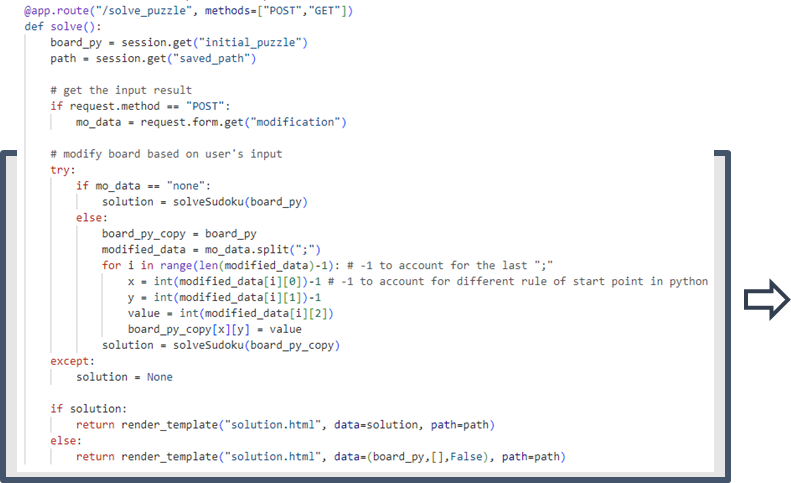 @app.route("/solve_puzzle", methods=["POST","GET"])
def solve():
    board_py = session.get("initial_puzzle")
    path = session.get("saved_path")
    # get the input result
    if request.method == "POST":
        mo_data = request.form.get("modification")
    # modify board based on user's input
    try:
        if mo_data == "none":
            solution = solveSudoku(board_py)
        else:
            board_py_copy = board_py
            modified_data = mo_data.split(";")
            for i in range(len(modified_data)-1): # -1 to account for the last ";"
                x = int(modified_data[i][0])-1 # -1 to account for different rule of start point in python
                y = int(modified_data[i][1])-1
                value = int(modified_data[i][2])
                board_py_copy[x][y] = value
            solution = solveSudoku(board_py_copy)
    except:
        solution = None
    if solution:
        return render_template("solution.html", data=solution, path=path)
    else:
        return render_template("solution.html", data=(board_py,[],False), path=path)